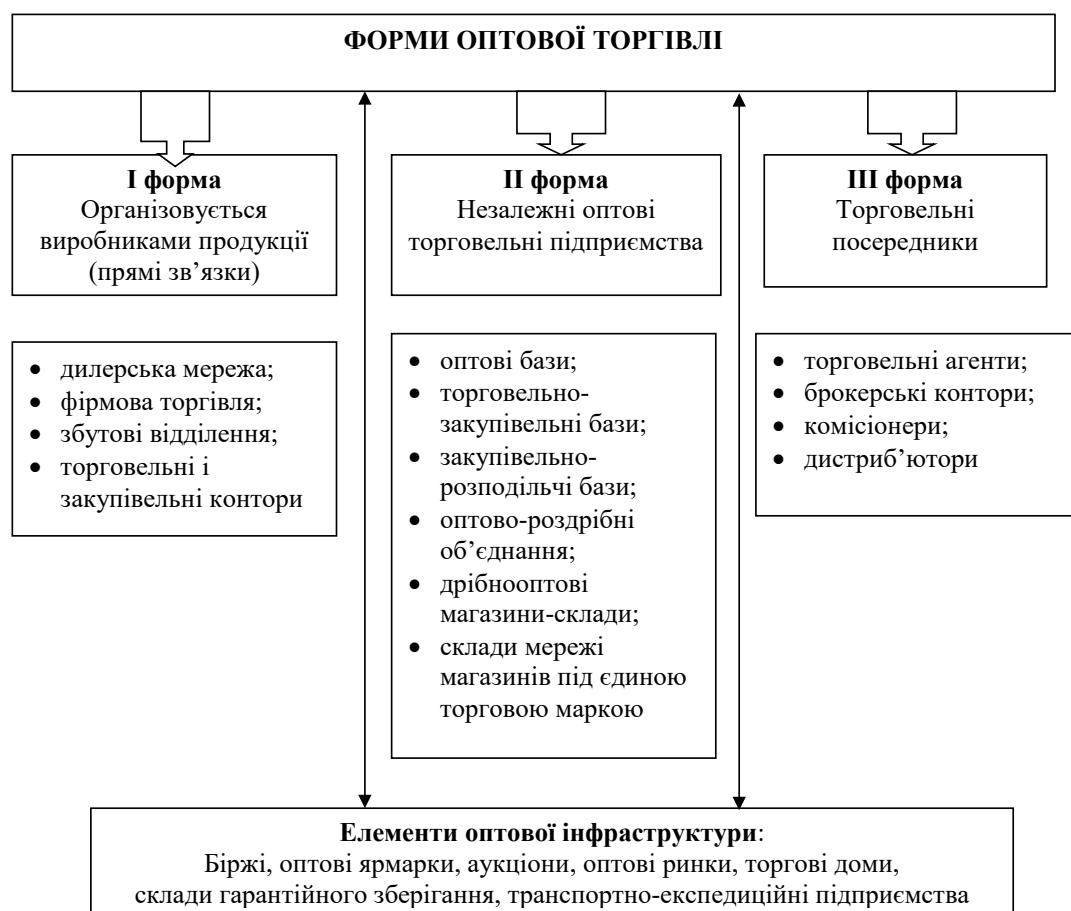 ФОРМИ ОПТОВОЇ ТОРГІВЛІ
І форма
Організовується
виробниками продукції
(прямі зв’язки)
ІІ форма
Незалежні оптові
торговельні підприємства
ІІІ форма
Торговельні
посередники
• дилерська мережа;
• фірмова торгівля;
• збутові відділення;
• торговельні і
закупівельні контори
• оптові бази;
• торговельно-
закупівельні бази;
• закупівельно-
розподільчі бази;
• оптово-роздрібні
об’єднання;
• дрібнооптові
магазини-склади;
• склади мережі
магазинів під єдиною
торговою маркою
• торговельні агенти;
• брокерські контори;
• комісіонери;
• дистриб’ютори
Елементи оптової інфраструктури:
Біржі, оптові ярмарки, аукціони, оптові ринки, торгові доми,
склади гарантійного зберігання, транспортно-експедиційні підприємства